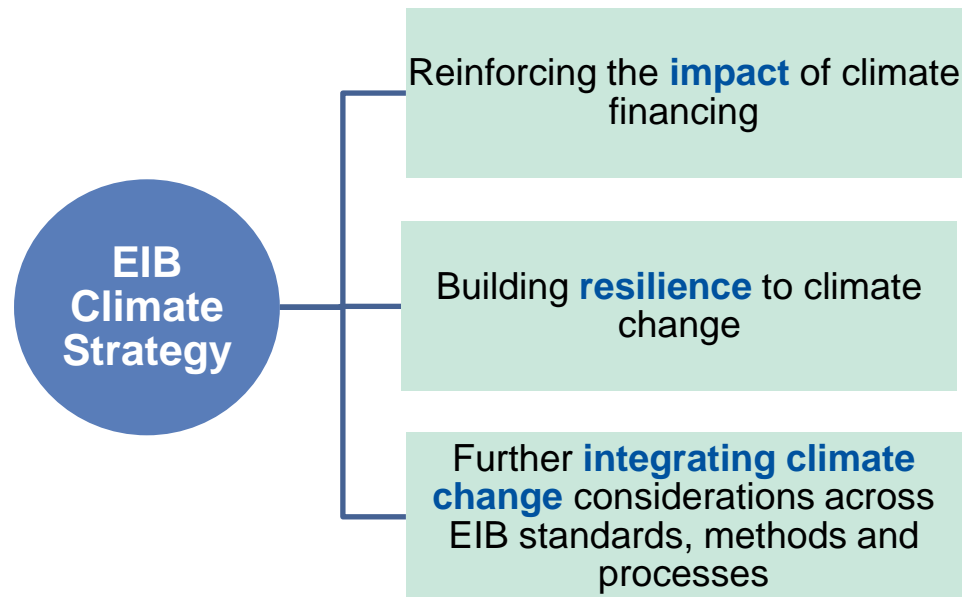 EIB
Climate
Strategy
Reinforcing the impact of climate
financing
Building resilience to climate
change
Further integrating climate
change considerations across
EIB standards, methods and
processes